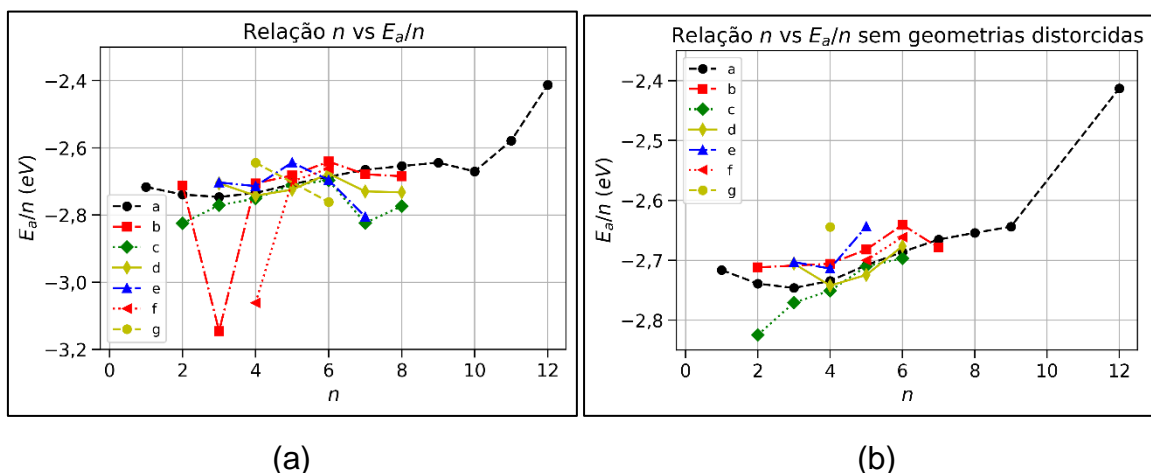 Relação n vs Eₐ/n
Eₐ/n (eV)
−2,4
−2,6
−2,8
−3,0
−3,2
a
b
c
d
e
f
g
0 2 4 6 8 10 12
n
(a)
Relação n vs Eₐ/n sem geometrias distorcidas
Eₐ/n (eV)
−2,4
−2,5
−2,6
−2,7
−2,8
a
b
c
d
e
f
g
0 2 4 6 8 10 12
n
(b)